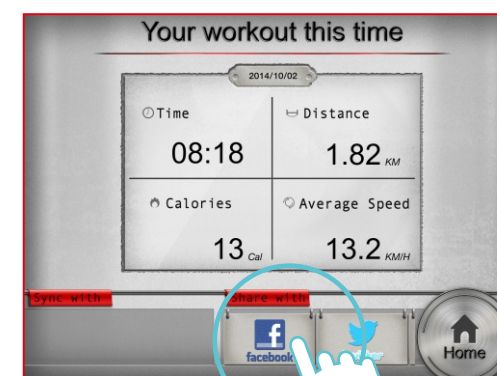 Your workout this time
2014/10/02
Time
Distance
08:18
1.82 KM
Calories
Average Speed
13 Cal
13.2 KM/H
Sync with
Share with
facebook
Home